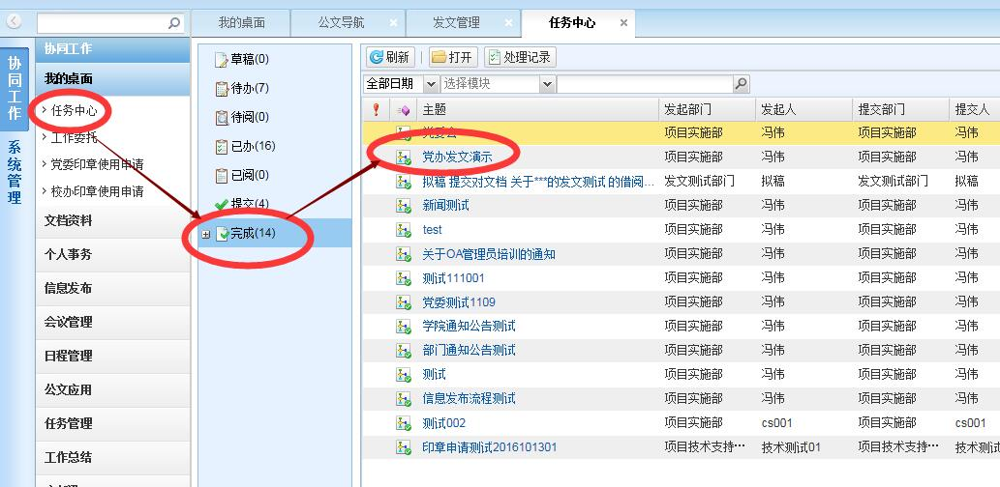 我的桌面 公文导航 发文管理 任务中心
协同工作
系统管理
协同工作
我的桌面
任务中心
工作委托
党委印章使用申请
校办印章使用申请
文档资料
个人事务
信息发布
会议管理
日程管理
公文应用
任务管理
工作总结
草稿(0)
待办(7)
待阅(0)
已办(16)
已阅(0)
提交(4)
完成(14)
刷新 打开 处理记录
全部日期 选择模块
主题 发起部门 发起人 提交部门 提交人
项目实施部 冯伟 项目实施部 冯伟
党办发文演示 项目实施部 冯伟 项目实施部 冯伟
拟稿 提交对文档 关于***的发文测试 的借阅... 发文测试部门 拟稿 发文测试部门 拟稿
新闻测试 项目实施部 冯伟 项目实施部 冯伟
test 项目实施部 冯伟 项目实施部 冯伟
关于OA管理员培训的通知 项目实施部 冯伟 项目实施部 冯伟
测试111001 项目实施部 冯伟 项目实施部 冯伟
党委测试1109 项目实施部 冯伟 项目实施部 冯伟
学院通知公告测试 项目实施部 冯伟 项目实施部 冯伟
部门通知公告测试 项目实施部 冯伟 项目实施部 冯伟
测试 项目实施部 冯伟 项目实施部 冯伟
信息发布流程测试 项目实施部 冯伟 项目实施部 冯伟
测试002 项目实施部 cs001 项目实施部 cs001
印章申请测试2016101301 项目技术支持… 技术测试01 项目技术支持… 技术测试